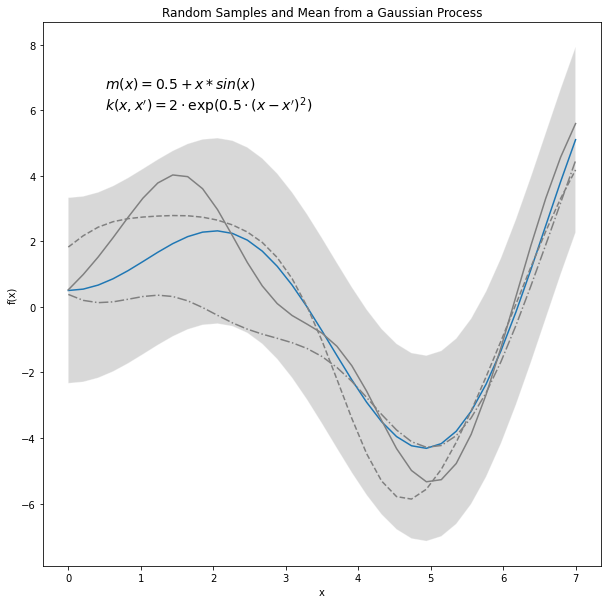 Random Samples and Mean from a Gaussian Process
m(x) = 0.5 + x * sin(x)
k(x, x′) = 2 · exp(0.5 · (x − x′)²)
8
6
4
2
0
−2
−4
−6
f(x)
0 1 2 3 4 5 6 7
x